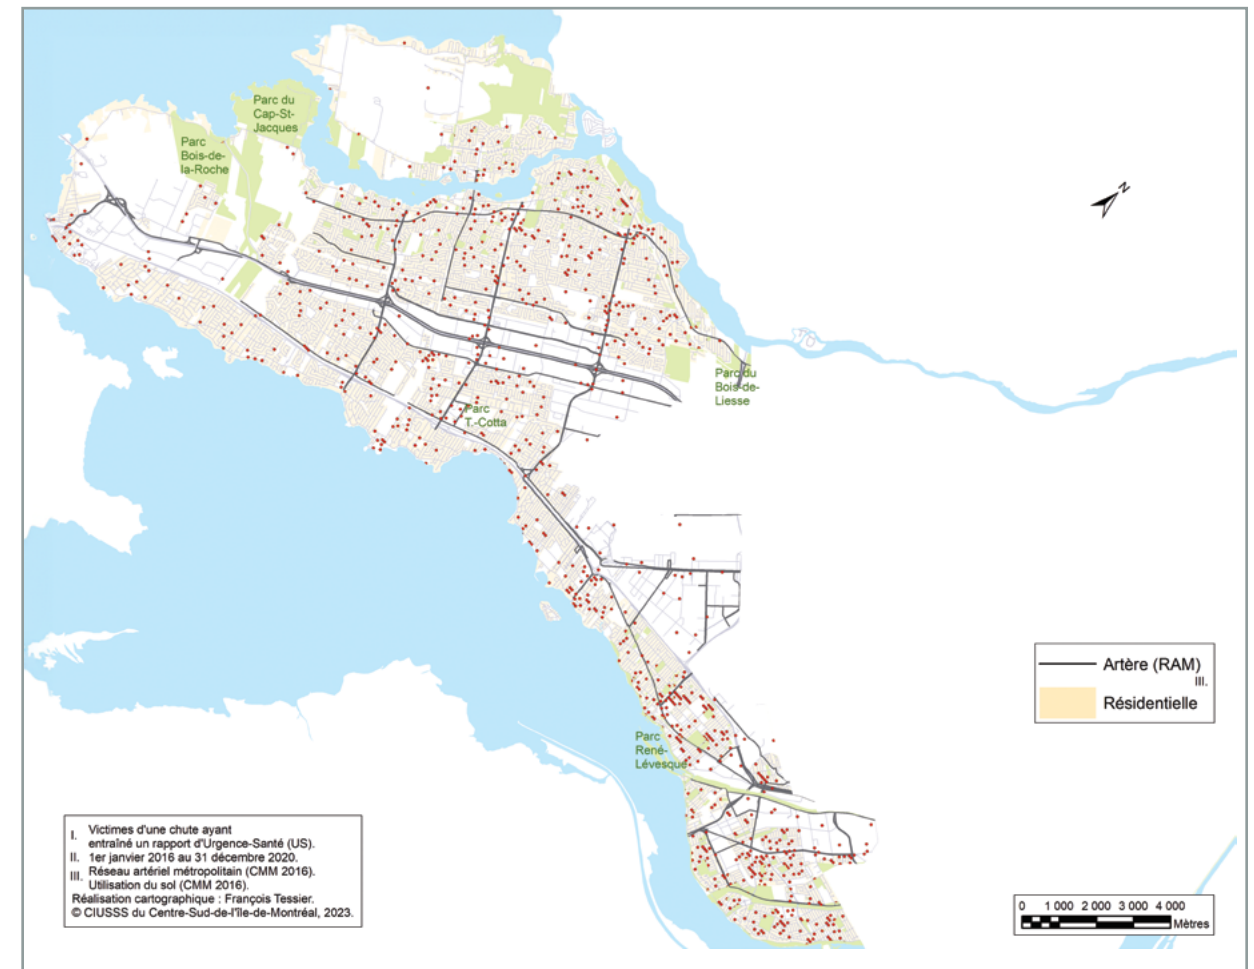 Parc du
Cap-St-
Jacques
Parc
Bois-de-
la-Roche
N
Parc du
Bois-de-
Liesse
Parc
T.-Cotta
Artère (RAM)
III.
Résidentielle
Parc
René-
Lévesque
I. Victimes d'une chute ayant
entraîné un rapport d'Urgence-Santé (US).
II. 1er janvier 2016 au 31 décembre 2020.
III. Réseau artériel métropolitain (CMM 2016).
Utilisation du sol (CMM 2016).
Réalisation cartographique : François Tessier.
© CIUSSS du Centre-Sud-de-l'île-de-Montréal, 2023.
0 1 000 2 000 3 000 4 000
Mètres